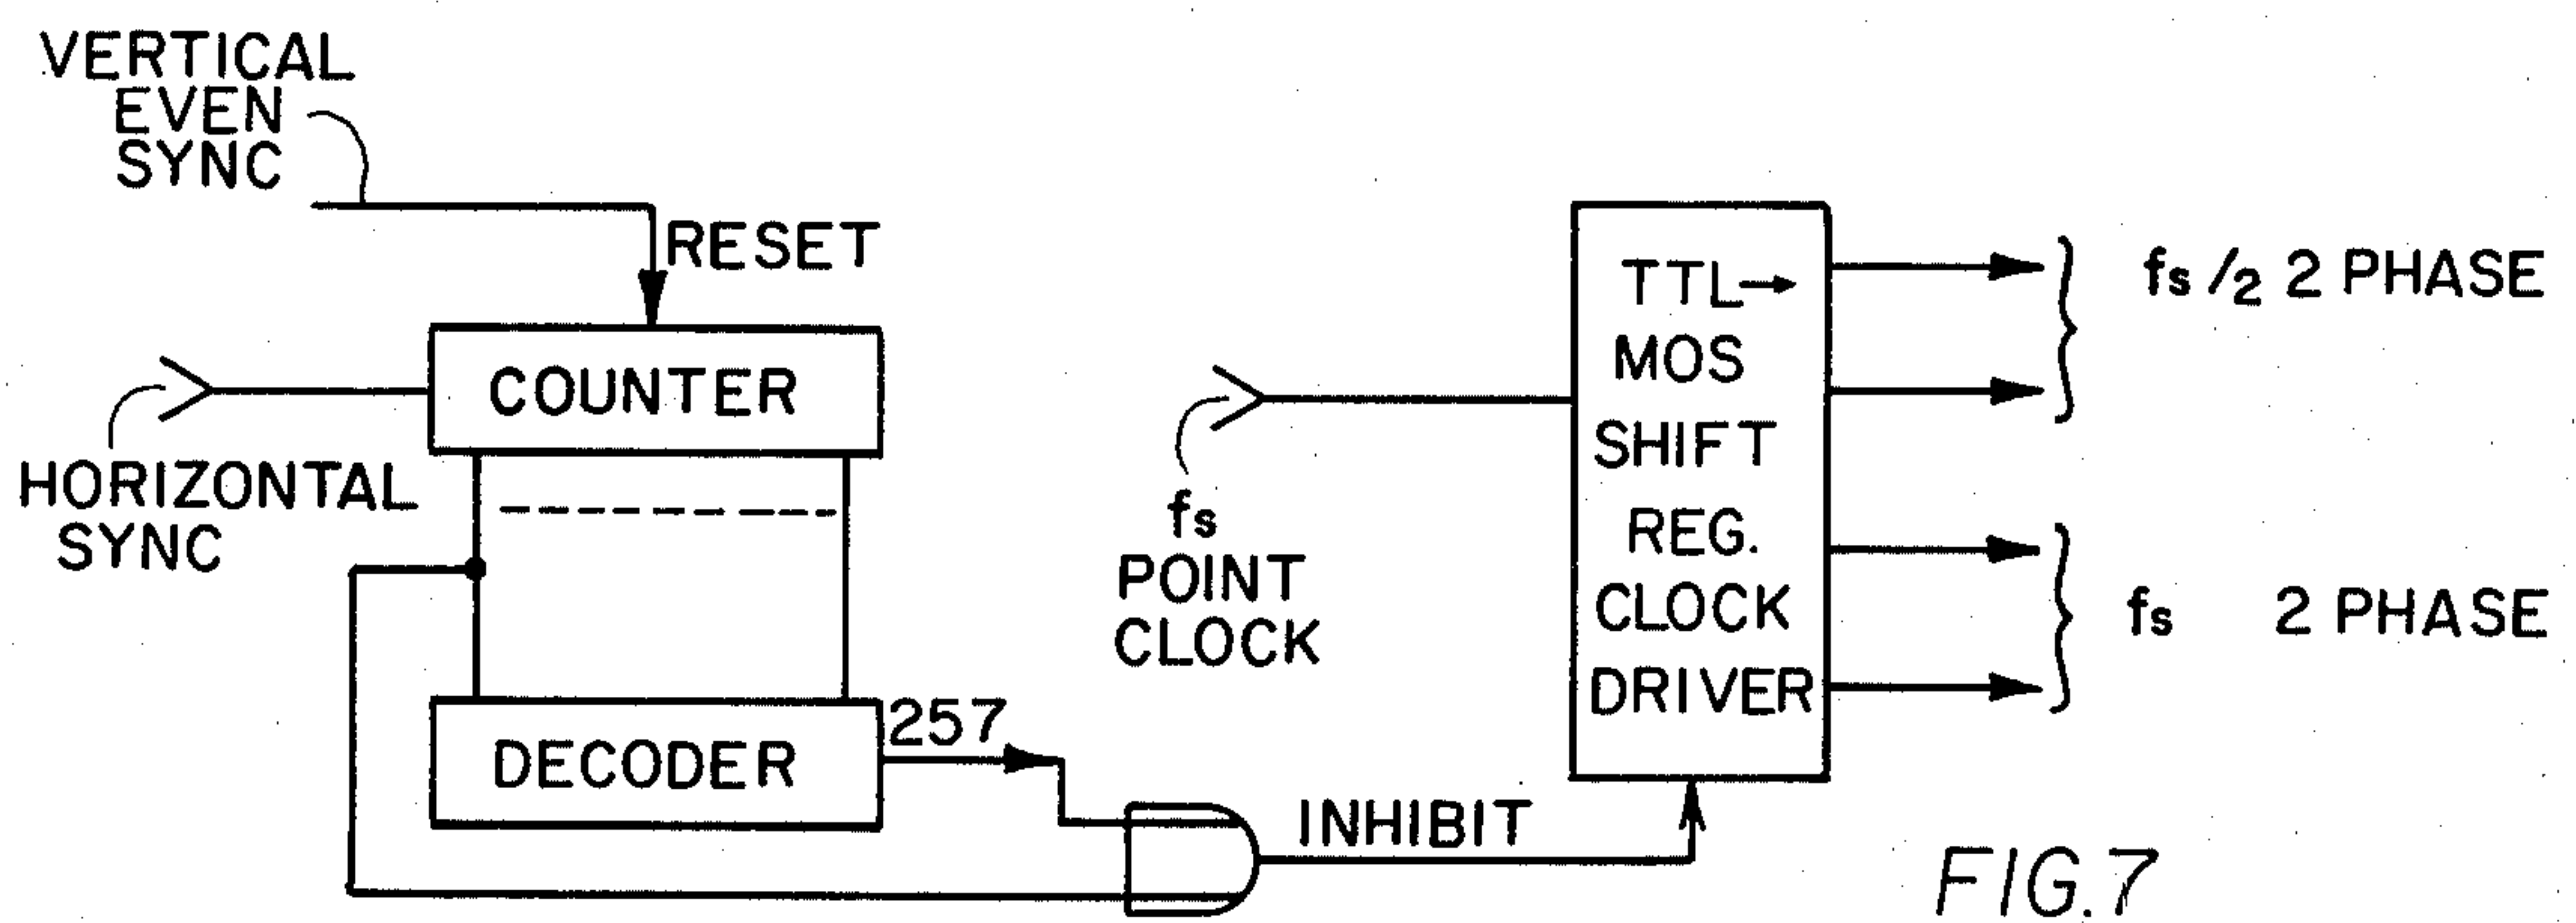 VERTICAL
EVEN
SYNC
RESET
COUNTER
HORIZONTAL
SYNC
DECODER
257
fs
POINT
CLOCK
INHIBIT
TTL→
MOS
SHIFT
REG.
CLOCK
DRIVER
fs/2 2 PHASE
fs 2 PHASE
FIG.7